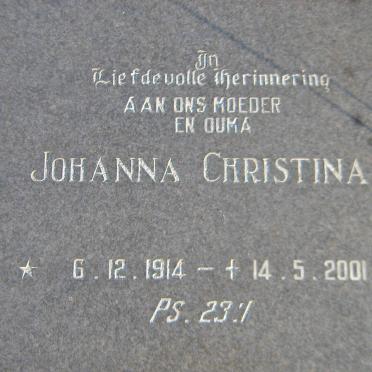 In
Liefdevolle Herinnering
AAN ONS MOEDER
EN OUMA
JOHANNA CHRISTINA
★ 6.12.1914 – † 14.5.2001
PS. 23:1